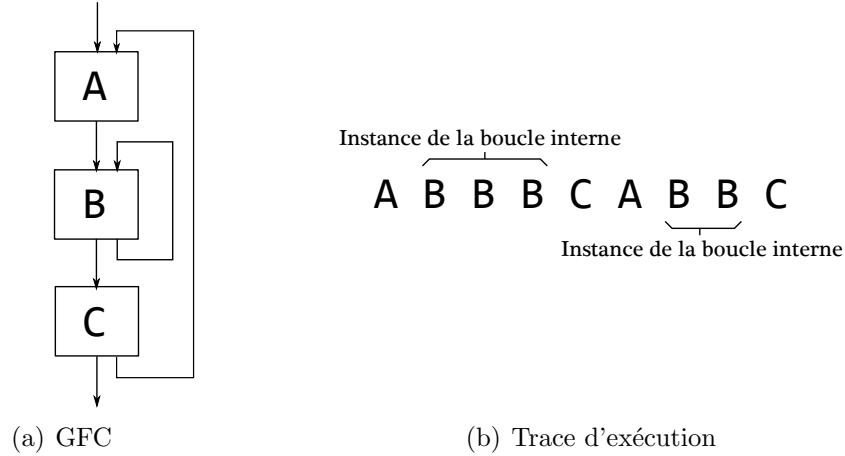 A
B
C
(a) GFC
Instance de la boucle interne
A B B B C A B B C
Instance de la boucle interne
(b) Trace d'exécution